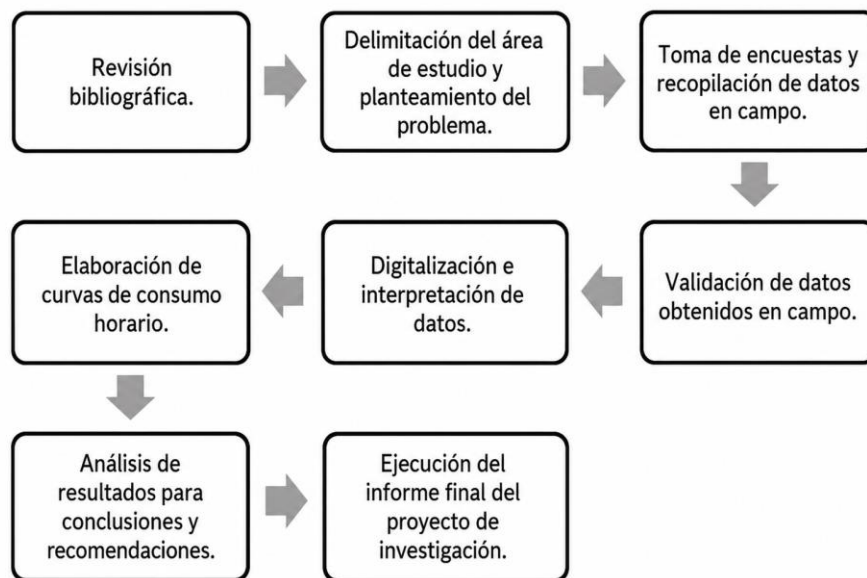 Revisión
bibliográfica.
Delimitación del área
de estudio y
planteamiento del
problema.
Toma de encuestas y
recopilación de datos
en campo.
Validación de datos
obtenidos en campo.
Digitalización e
interpretación de
datos.
Elaboración de
curvas de consumo
horario.
Análisis de
resultados para
conclusiones y
recomendaciones.
Ejecución del
informe final del
proyecto de
investigación.